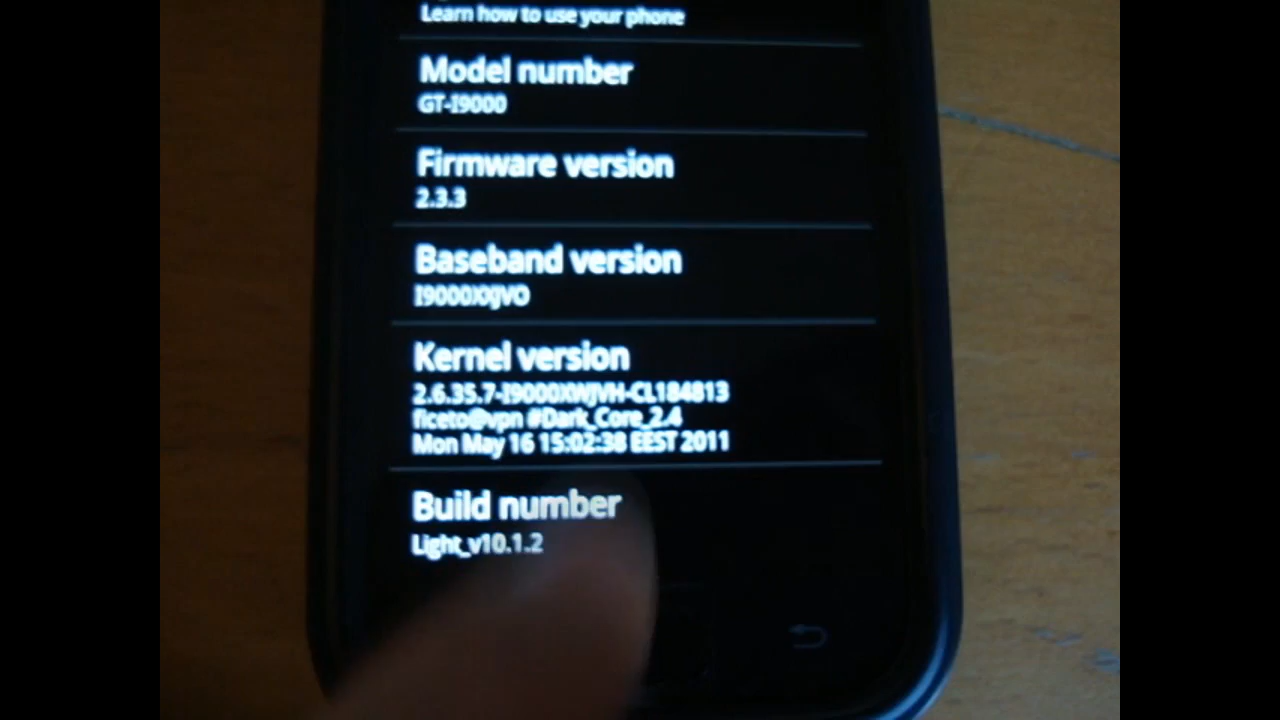 Learn how to use your phone
Model number
GT-I9000
Firmware version
2.3.3
Baseband version
I9000XXJVO
Kernel version
2.6.35.7-I9000XWJVH-CL184813
ficeto@vpn #Dark_Core_2.4
Mon May 16 15:02:38 EEST 2011
Build number
Light_v10.1.2